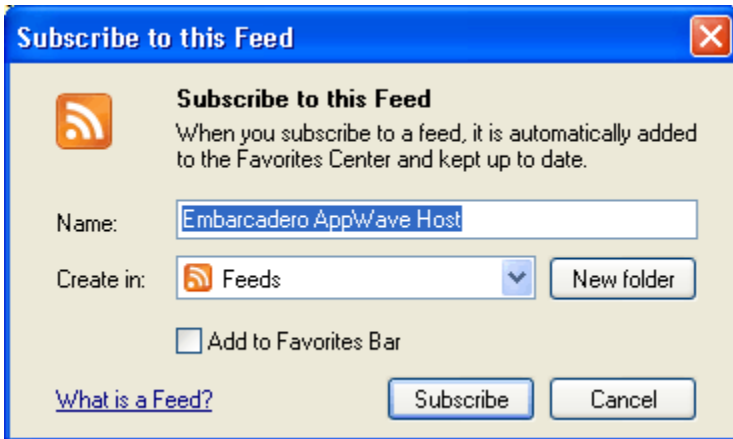 Subscribe to this Feed
Subscribe to this Feed
When you subscribe to a feed, it is automatically added
to the Favorites Center and kept up to date.
Name: Embarcadero AppWave Host
Create in: Feeds New folder
Add to Favorites Bar
What is a Feed? Subscribe Cancel